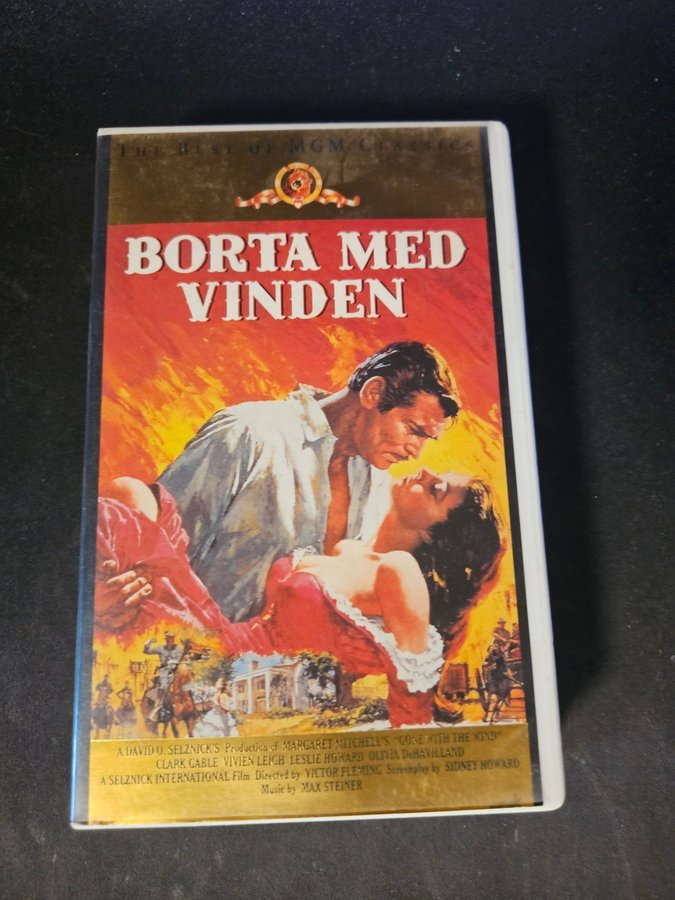 THE BEST OF MGM CLASSICS
BORTA MED
VINDEN
A DAVID O. SELZNICK'S Production of MARGARET MITCHELL'S "GONE WITH THE WIND"
CLARK GABLE VIVIEN LEIGH LESLIE HOWARD OLIVIA DeHAVILLAND
A SELZNICK INTERNATIONAL Film Directed by VICTOR FLEMING Screenplay by SIDNEY HOWARD
Music by MAX STEINER